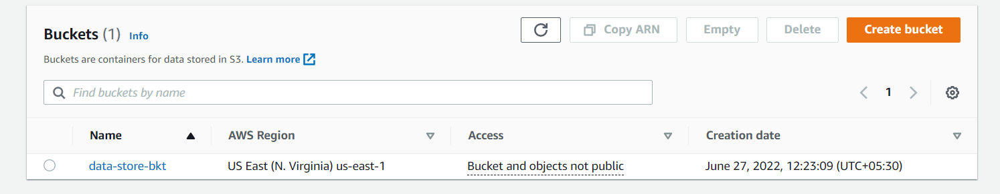 Buckets (1) Info
Copy ARN
Empty
Delete
Create bucket
Buckets are containers for data stored in S3. Learn more
Find buckets by name
1
Name AWS Region Access Creation date
data-store-bkt US East (N. Virginia) us-east-1 Bucket and objects not public June 27, 2022, 12:23:09 (UTC+05:30)